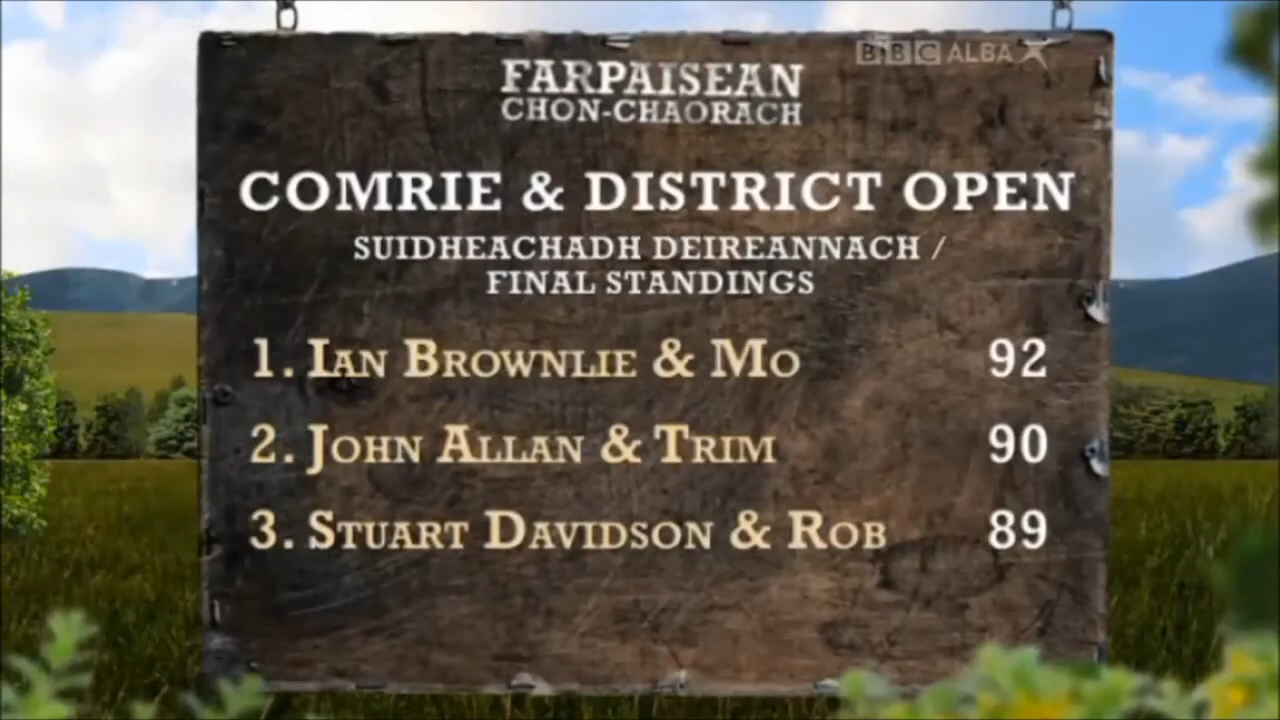 BBC ALBA
FARPAISEAN
CHON-CHAORACH
COMRIE & DISTRICT OPEN
SUIDHEACHADH DEIREANNACH /
FINAL STANDINGS
1. IAN BROWNLIE & MO 92
2. JOHN ALLAN & TRIM 90
3. STUART DAVIDSON & ROB 89